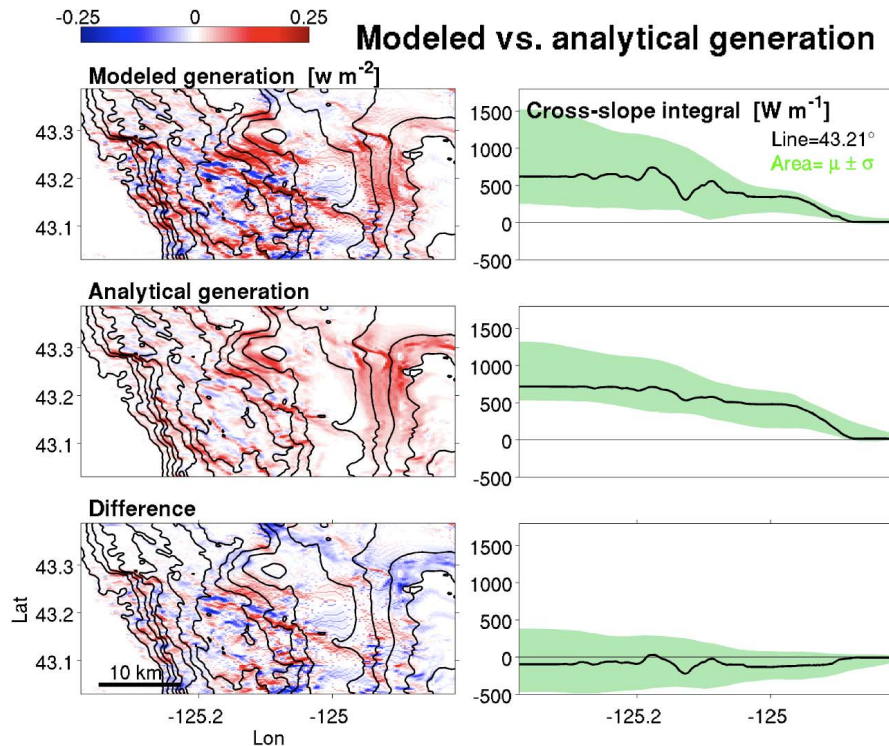 -0.25 0 0.25
Modeled vs. analytical generation
Modeled generation [w m-2]
43.3
43.2
43.1
Cross-slope integral [W m-1]
Line=43.21°
Area= μ ± σ
1500
1000
500
0
-500
Analytical generation
43.3
43.2
43.1
1500
1000
500
0
-500
Difference
43.3
43.2
43.1
Lat
10 km
-125.2 -125
Lon
1500
1000
500
0
-500
-125.2 -125